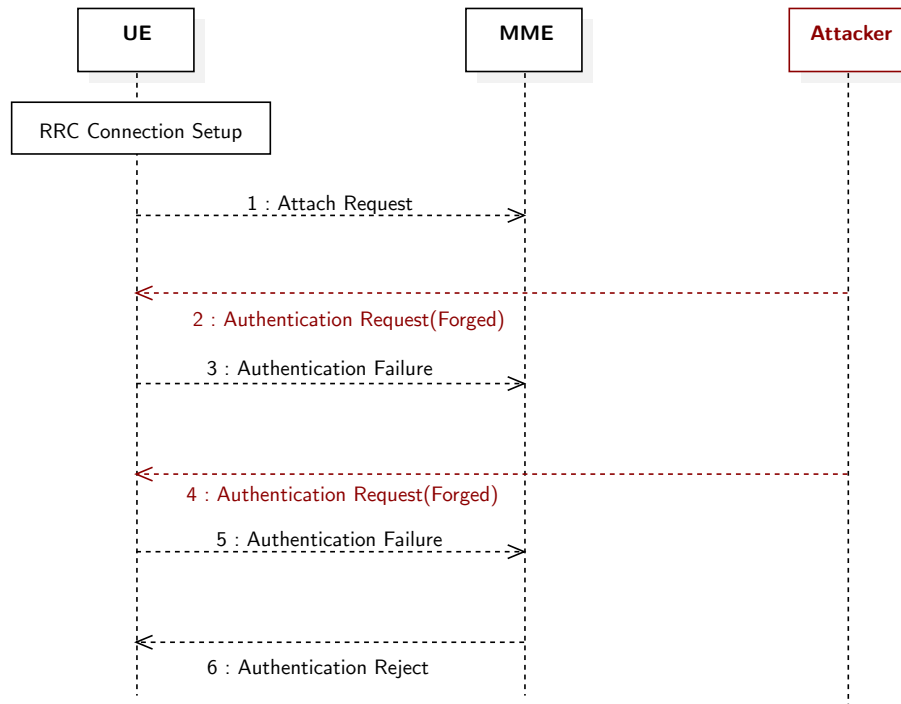 UE
MME
Attacker
RRC Connection Setup
1 : Attach Request
2 : Authentication Request(Forged)
3 : Authentication Failure
4 : Authentication Request(Forged)
5 : Authentication Failure
6 : Authentication Reject